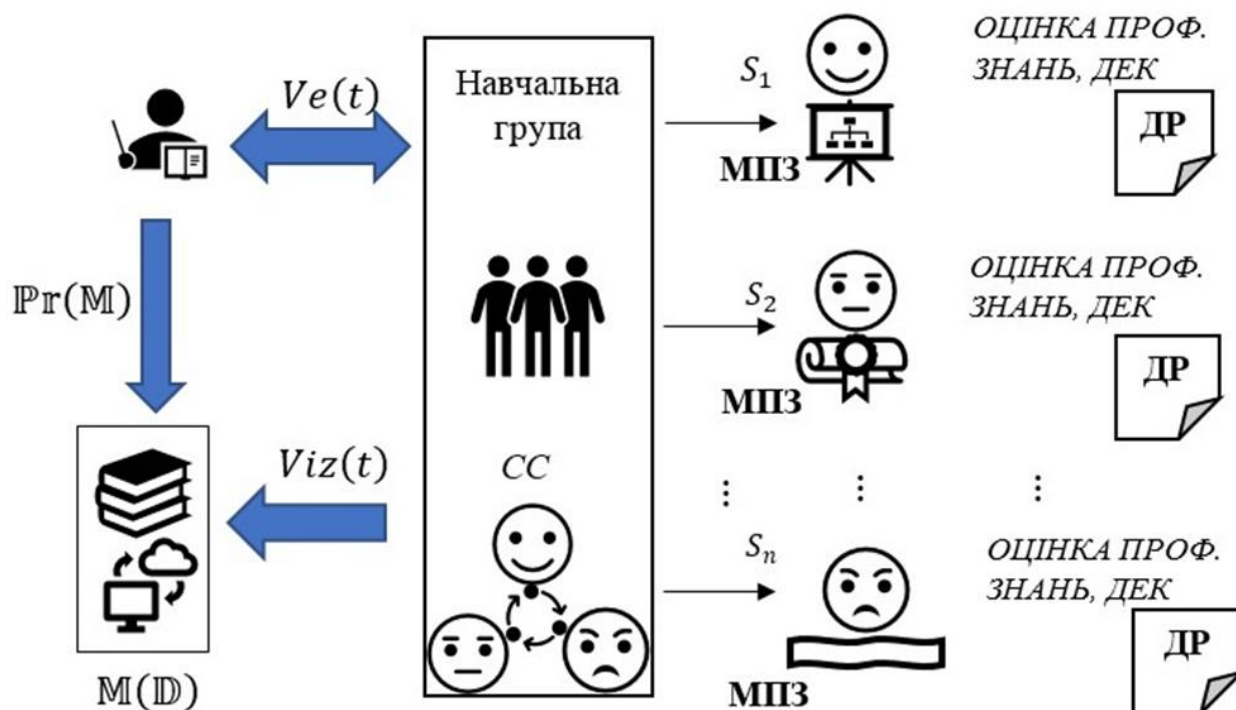 Ve(t)
ℙr(𝕄)
Viz(t)
𝕄(𝔻)
Навчальна
група
CC
S₁
МПЗ
ОЦІНКА ПРОФ.
ЗНАНЬ, ДЕК
ДР
S₂
МПЗ
ОЦІНКА ПРОФ.
ЗНАНЬ, ДЕК
ДР
⋮ ⋮ ⋮
Sₙ
МПЗ
ОЦІНКА ПРОФ.
ЗНАНЬ, ДЕК
ДР